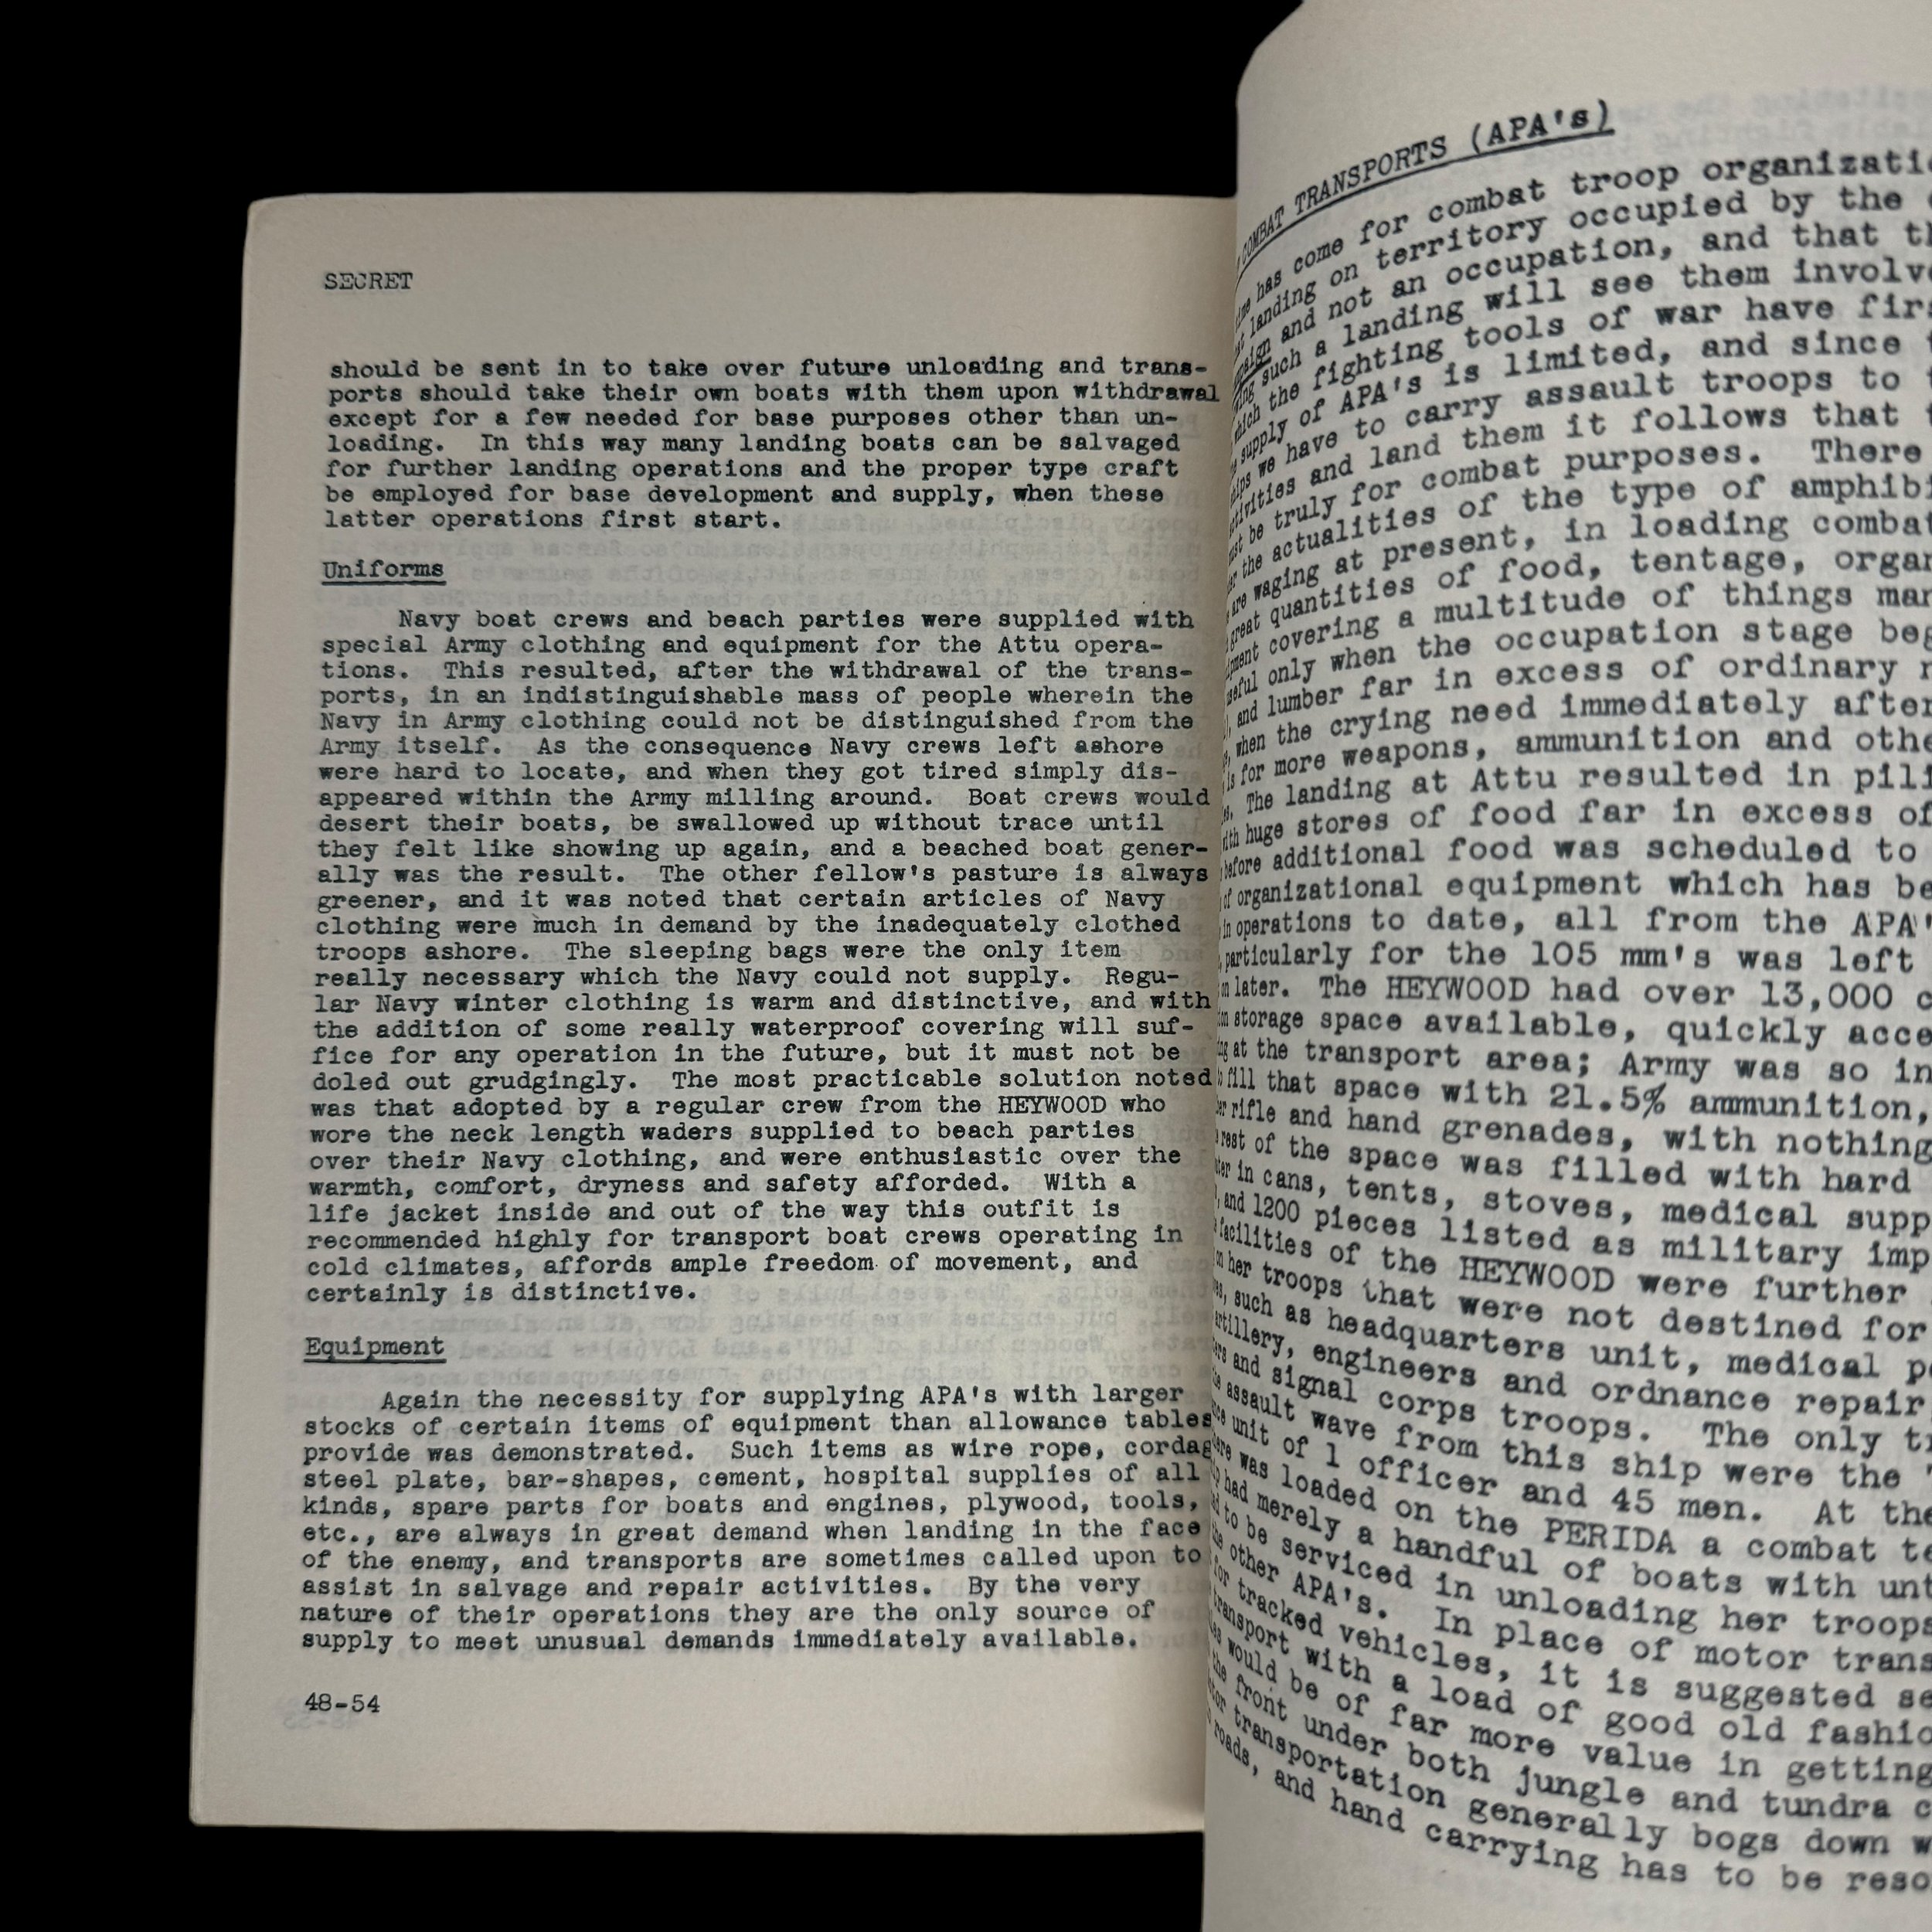 SECRET
should be sent in to take over future unloading and trans-
ports should take their own boats with them upon withdrawal
except for a few needed for base purposes other than un-
loading. In this way many landing boats can be salvaged
for further landing operations and the proper type craft
be employed for base development and supply, when these
latter operations first start.
Uniforms
Navy boat crews and beach parties were supplied with
special Army clothing and equipment for the Attu opera-
tions. This resulted, after the withdrawal of the trans-
ports, in an indistinguishable mass of people wherein the
Navy in Army clothing could not be distinguished from the
Army itself. As the consequence Navy crews left ashore
were hard to locate, and when they got tired simply dis-
appeared within the Army milling around. Boat crews would
desert their boats, be swallowed up without trace until
they felt like showing up again, and a beached boat gener-
ally was the result. The other fellow's pasture is always
greener, and it was noted that certain articles of Navy
clothing were much in demand by the inadequately clothed
troops ashore. The sleeping bags were the only item
really necessary which the Navy could not supply. Regu-
lar Navy winter clothing is warm and distinctive, and with
the addition of some really waterproof covering will suf-
fice for any operation in the future, but it must not be
doled out grudgingly. The most practicable solution noted
was that adopted by a regular crew from the HEYWOOD who
wore the neck length waders supplied to beach parties
over their Navy clothing, and were enthusiastic over the
warmth, comfort, dryness and safety afforded. With a
life jacket inside and out of the way this outfit is
recommended highly for transport boat crews operating in
cold climates, affords ample freedom of movement, and
certainly is distinctive.
Equipment
Again the necessity for supplying APA's with larger
stocks of certain items of equipment than allowance tables
provide was demonstrated. Such items as wire rope, cordag
steel plate, bar-shapes, cement, hospital supplies of all
kinds, spare parts for boats and engines, plywood, tools,
etc., are always in great demand when landing in the face
of the enemy, and transports are sometimes called upon to
assist in salvage and repair activities. By the very
nature of their operations they are the only source of
supply to meet unusual demands immediately available.
48-54
COMBAT TRANSPORTS (APA's)
has come for combat troop organizati
landing on territory occupied by the
and not an occupation, and that th
such a landing will see them involv
which the fighting tools of war have firs
supply of APA's is limited, and since
we have to carry assault troops to
and land them it follows that
be truly for combat purposes. There
the actualities of the type of amphibi
are waging at present, in loading combat
great quantities of food, tentage, organ
covering a multitude of things man
only when the occupation stage beg
and lumber far in excess of ordinary
when the crying need immediately after
is for more weapons, ammunition and othe
The landing at Attu resulted in pili
huge stores of food far in excess of
before additional food was scheduled to
of organizational equipment which has be
in operations to date, all from the APA'
particularly for the 105 mm's was left
later. The HEYWOOD had over 13,000 c
storage space available, quickly acce
at the transport area; Army was so in
fill that space with 21.5% ammunition,
rifle and hand grenades, with nothing
rest of the space was filled with hard
in cans, tents, stoves, medical supp
and 1200 pieces listed as military imp
facilities of the HEYWOOD were further
her troops that were not destined for
such as headquarters unit, medical pe
artillery, engineers and ordnance repair
and signal corps troops. The only tr
assault wave from this ship were the
unit of 1 officer and 45 men. At the
was loaded on the PERIDA a combat te
had merely a handful of boats with unt
to be serviced in unloading her troops
other APA's. In place of motor trans
for tracked vehicles, it is suggested se
transport with a load of good old fashio
would be of far more value in getting
the front under both jungle and tundra c
transportation generally bogs down w
roads, and hand carrying has to be reso